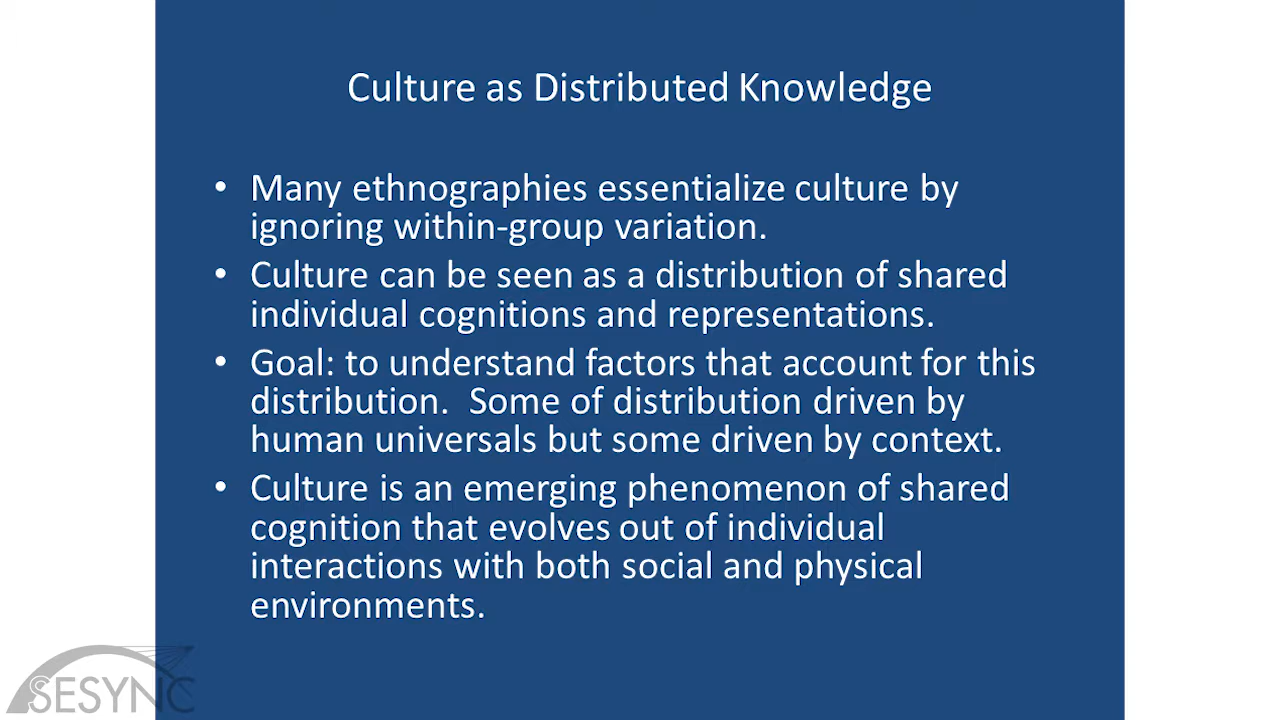 Culture as Distributed Knowledge
• Many ethnographies essentialize culture by
ignoring within-group variation.
• Culture can be seen as a distribution of shared
individual cognitions and representations.
• Goal: to understand factors that account for this
distribution.  Some of distribution driven by
human universals but some driven by context.
• Culture is an emerging phenomenon of shared
cognition that evolves out of individual
interactions with both social and physical
environments.
SESYNC